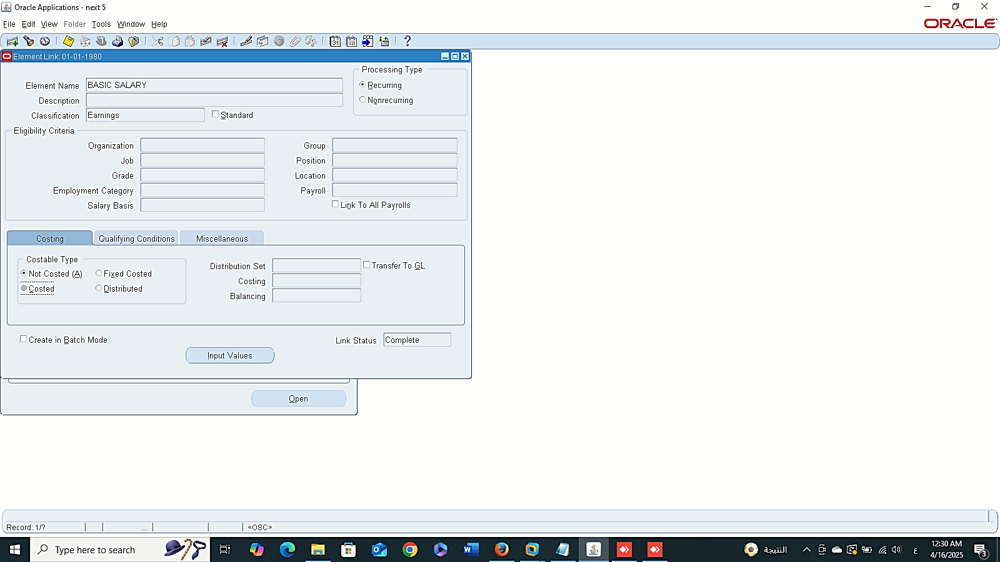 Oracle Applications - next 5
File Edit View Folder Tools Window Help
ORACLE
Element Link: 01-01-1980
Processing Type
Element Name BASIC SALARY
Recurring
Description
Nonrecurring
Classification Earnings Standard
Eligibility Criteria
Organization Group
Job Position
Grade Location
Employment Category Payroll
Salary Basis Link To All Payrolls
Costing Qualifying Conditions Miscellaneous
Costable Type
Distribution Set Transfer To GL
Not Costed (A) Fixed Costed
Costing
Costed Distributed
Balancing
Create in Batch Mode Link Status Complete
Input Values
Open
Record: 1/? ... <OSC>
Type here to search
النتيجة
ع
12:30 AM
4/16/2025
3